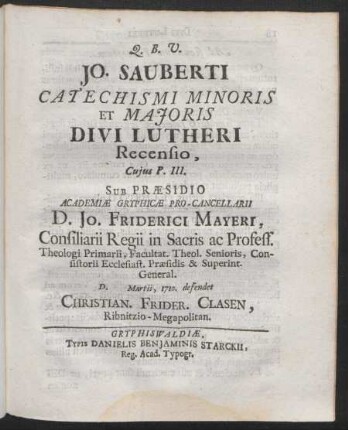 Q. B. V.
JO. SAUBERTI
CATECHISMI MINORIS
ET MAJORIS
DIVI LUTHERI
Recensio,
Cujus P. III.
SUB PRÆSIDIO
ACADEMIÆ GRYPHICÆ PRO-CANCELLARII
D. JO. FRIDERICI MAYERI,
Consiliarii Regii in Sacris ac Profess.
Theologi Primarii, Facultat. Theol. Senioris, Con-
sistorii Ecclesiast. Præsidis & Superint.
General.
D. Martii, 1710. defendet
CHRISTIAN. FRIDER. CLASEN,
Ribnitzio-Megapolitan.
GRYPHISWALDIÆ,
Typis DANIELIS BENJAMINIS STARCKII,
Reg. Acad. Typogr.